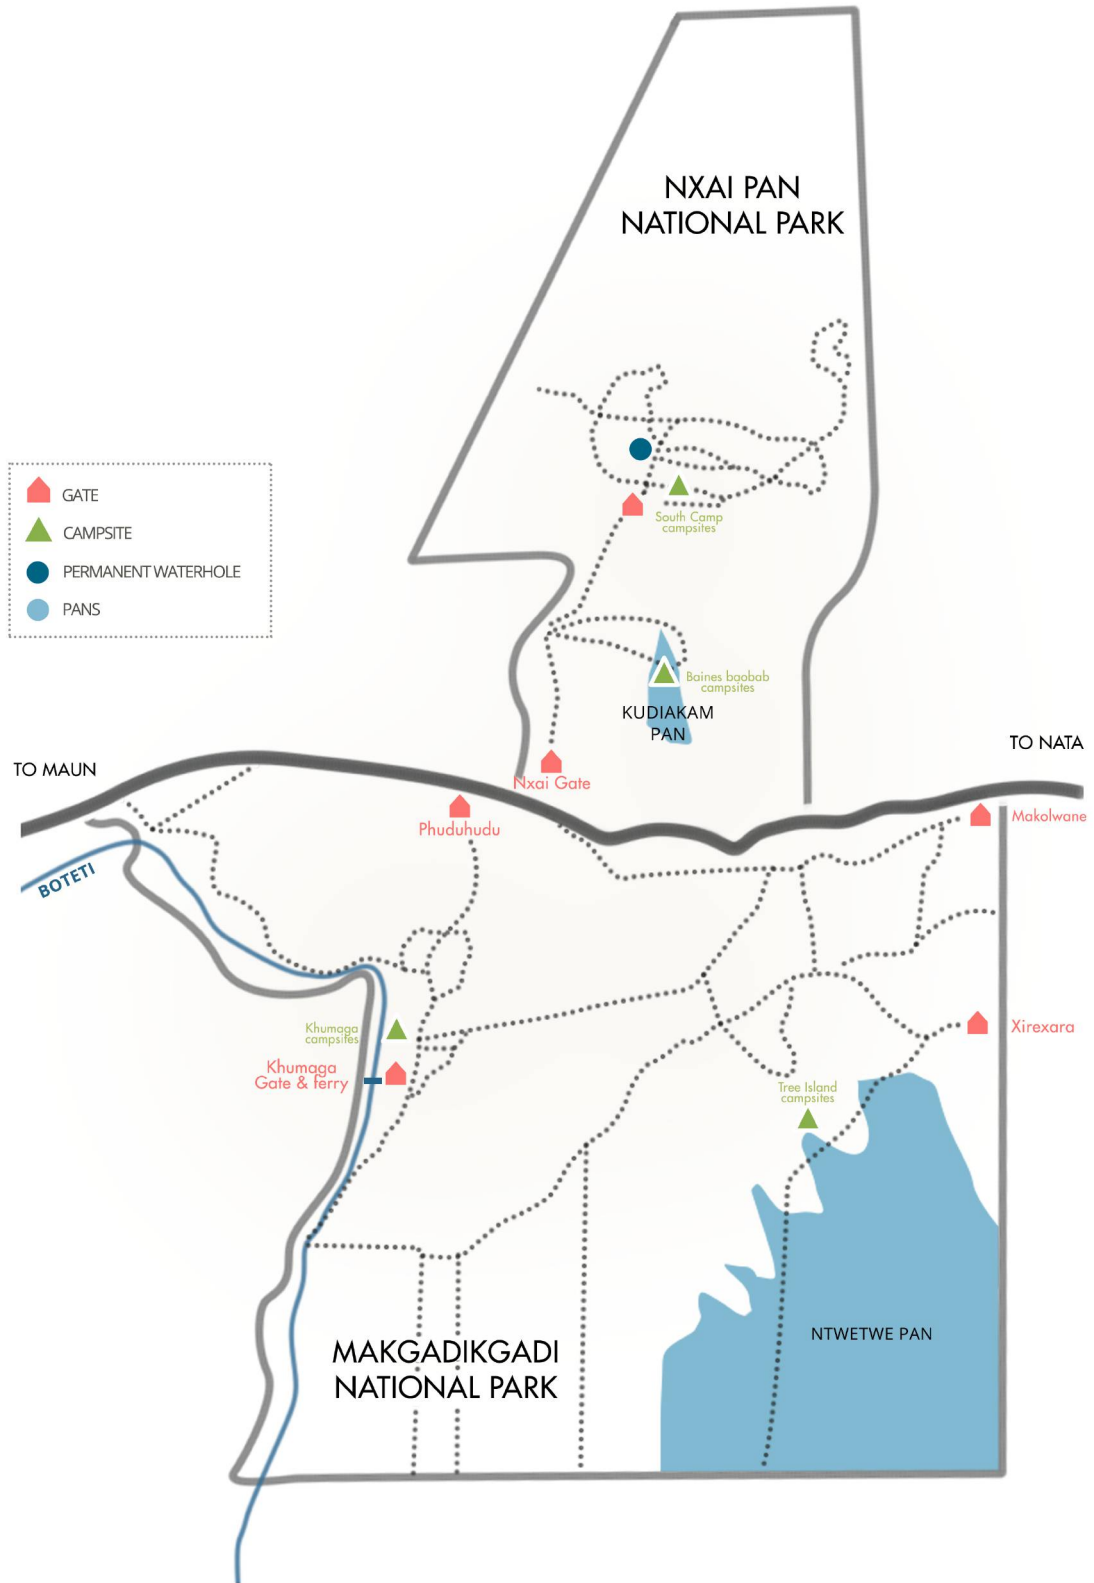 NXAI PAN
NATIONAL PARK
GATE
CAMPSITE
PERMANENT WATERHOLE
PANS
South Camp
campsites
Baines baobab
campsites
KUDIAKAM
PAN
TO NATA
TO MAUN
Nxai Gate
Phuduhudu
Makolwane
BOTETI
Khumaga
campsites
Xirexara
Khumaga
Gate & ferry
Tree Island
campsites
NTWETWE PAN
MAKGADIKGADI
NATIONAL PARK